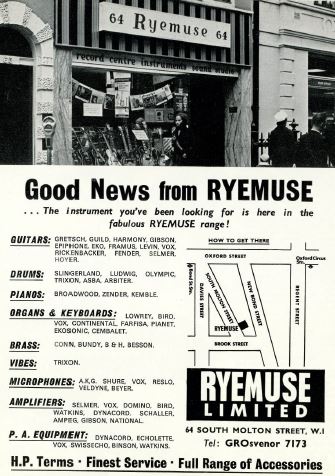 64 Ryemuse 64
record centre instruments sound studio
Good News from RYEMUSE
... The instrument you've been looking for is here in the
fabulous RYEMUSE range!
GUITARS: GRETSCH, GUILD, HARMONY, GIBSON,
EPIPHONE, EKO, FRAMUS, LEVIN, VOX,
RICKENBACKER, FENDER, SELMER,
HOYER.
DRUMS: SLINGERLAND, LUDWIG, OLYMPIC,
TRIXON, ASBA, ARBITER.
PIANOS: BROADWOOD, ZENDER, KEMBLE.
ORGANS & KEYBOARDS: LOWREY, BIRD,
VOX, CONTINENTAL, FARFISA, PIANET,
EKOSONIC, CEMBALET.
BRASS: CONN, BUNDY, B & H, BESSON.
VIBES: TRIXON.
MICROPHONES: A.K.G. SHURE, VOX, RESLO,
VELDYNE, BEYER.
AMPLIFIERS: SELMER, VOX, DOMINO, BIRD,
WATKINS, DYNACORD, SCHALLER,
AMPEG, GIBSON, NATIONAL.
P. A. EQUIPMENT: DYNACORD, ECHOLETTE,
VOX, SWISSECHO, BINSON, WATKINS.
HOW TO GET THERE
OXFORD STREET
Bond St. Stn.
Oxford Circus
Stn.
DAVIES STREET
SOUTH MOLTON STREET
NEW BOND STREET
REGENT STREET
RYEMUSE
BROOK STREET
RYEMUSE
LIMITED
64 SOUTH MOLTON STREET, W.1
Tel: GROsvenor 7173
H.P. Terms · Finest Service · Full Range of Accessories